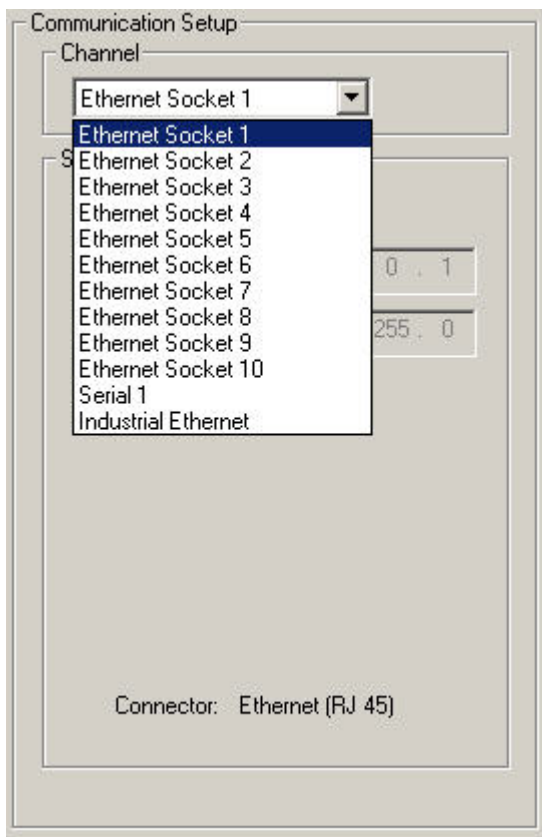 Communication Setup
Channel
Ethernet Socket 1
Ethernet Socket 1
S Ethernet Socket 2
Ethernet Socket 3
Ethernet Socket 4
Ethernet Socket 5
Ethernet Socket 6
0 . 1
Ethernet Socket 7
Ethernet Socket 8
255 . 0
Ethernet Socket 9
Ethernet Socket 10
Serial 1
Industrial Ethernet
Connector: Ethernet (RJ 45)